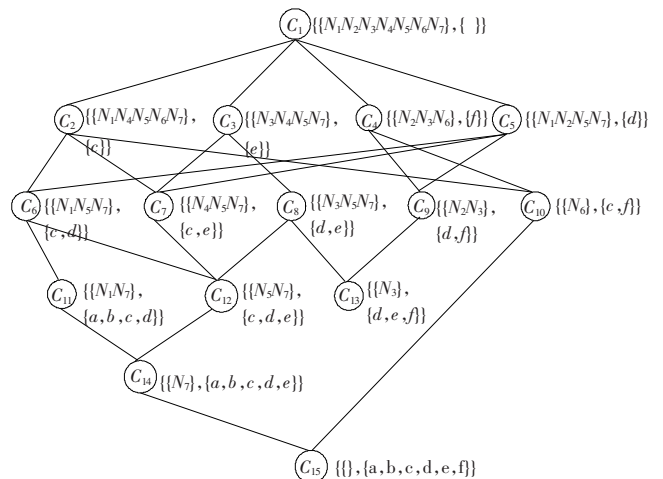 C₁ {{N₁N₂N₃N₄N₅N₆N₇},{ }}
C₂ {{N₁N₄N₅N₆N₇}, {c}}
C₃ {{N₃N₄N₅N₇}, {e}}
C₄ {{N₂N₃N₆},{f}}
C₅ {{N₁N₂N₅N₇},{d}}
C₆ {{N₁N₅N₇}, {c,d}}
C₇ {{N₄N₅N₇}, {c,e}}
C₈ {{N₃N₅N₇}, {d,e}}
C₉ {{N₂N₃}, {d,f}}
C₁₀ {{N₆},{c,f}}
C₁₁ {{N₁N₇}, {a,b,c,d}}
C₁₂ {{N₅N₇}, {c,d,e}}
C₁₃ {{N₃}, {d,e,f}}
C₁₄ {{N₇},{a,b,c,d,e}}
C₁₅ {{},{a,b,c,d,e,f}}